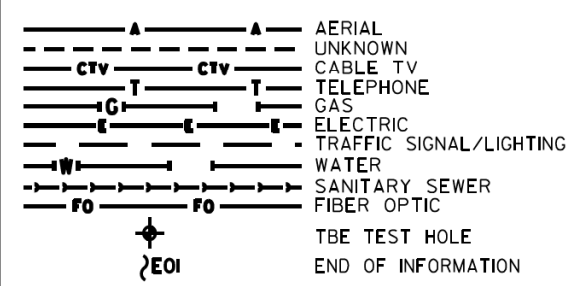 A A AERIAL
UNKNOWN
CTV CTV CABLE TV
T T TELEPHONE
G GAS
E E E ELECTRIC
TRAFFIC SIGNAL/LIGHTING
W WATER
SANITARY SEWER
FO FO FIBER OPTIC
TBE TEST HOLE
EOI END OF INFORMATION